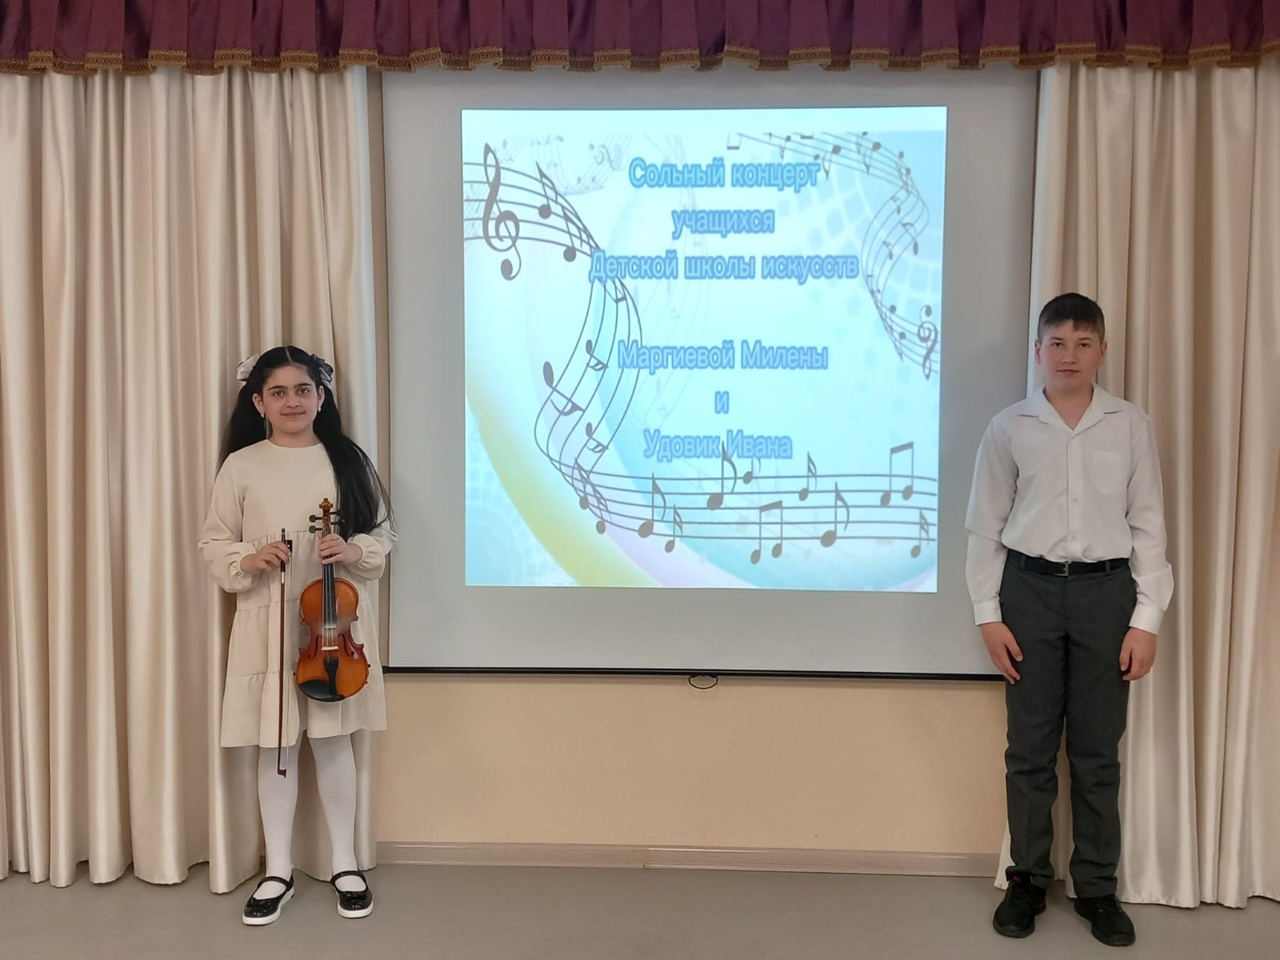 Сольный концерт
учащихся
Детской школы искусств
Маргиевой Милены
и
Удовик Ивана